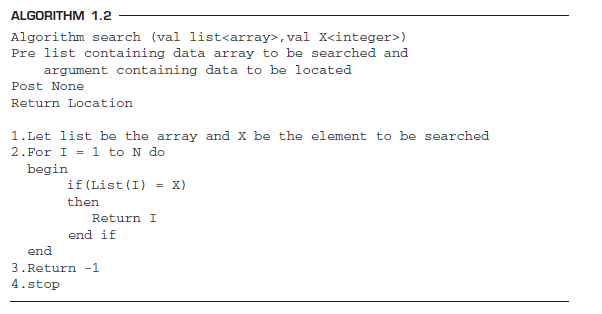 ALGORITHM 1.2
Algorithm search (val list<array>,val X<integer>)
Pre list containing data array to be searched and
argument containing data to be located
Post None
Return Location
1.Let list be the array and X be the element to be searched
2.For I = 1 to N do
begin
if(List(I) = X)
then
Return I
end if
end
3.Return -1
4.stop